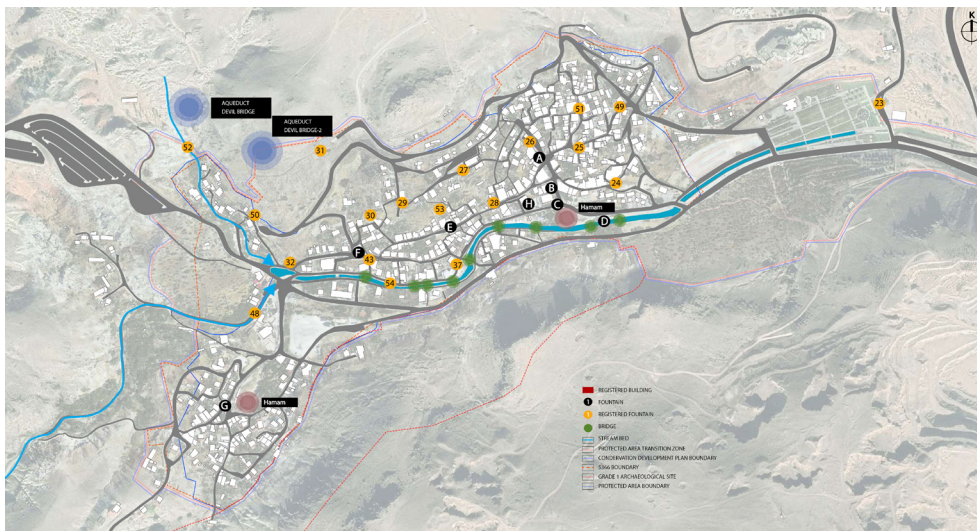 K
AQUEDUCT
DEVIL BRIDGE
AQUEDUCT
DEVIL BRIDGE-2
23
49
51
52
31
26
25
A
27
24
B
29
28
H
C
Hamam
53
30
50
D
E
F
43
32
37
54
48
G
Hamam
REGISTERED BUILDING
1
FOUNTAIN
1
REGISTERED FOUNTAIN
BRIDGE
STREAM BED
PROTECTED AREA TRANSITION ZONE
CONSERVATION DEVELOPMENT PLAN BOUNDARY
5366 BOUNDARY
GRADE 1 ARCHAEOLOGICAL SITE
PROTECTED AREA BOUNDARY